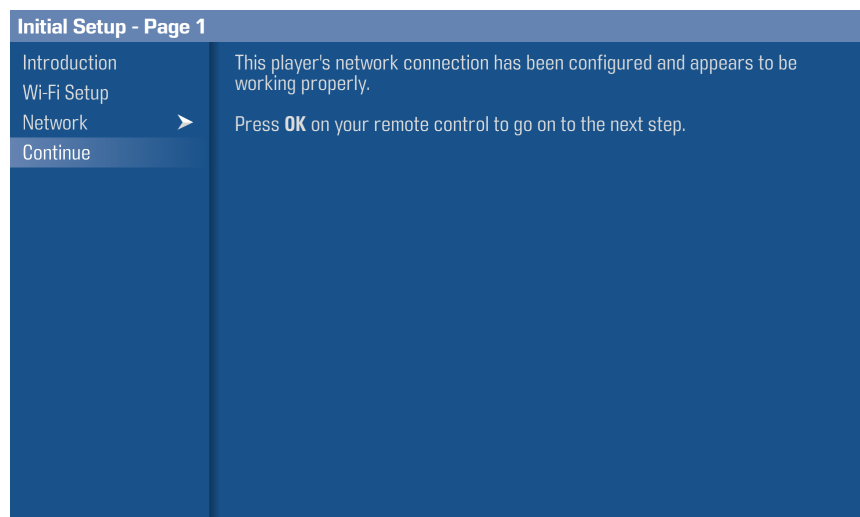 Initial Setup - Page 1
Introduction
Wi-Fi Setup
Network
Continue
This player's network connection has been configured and appears to be
working properly.
Press OK on your remote control to go on to the next step.